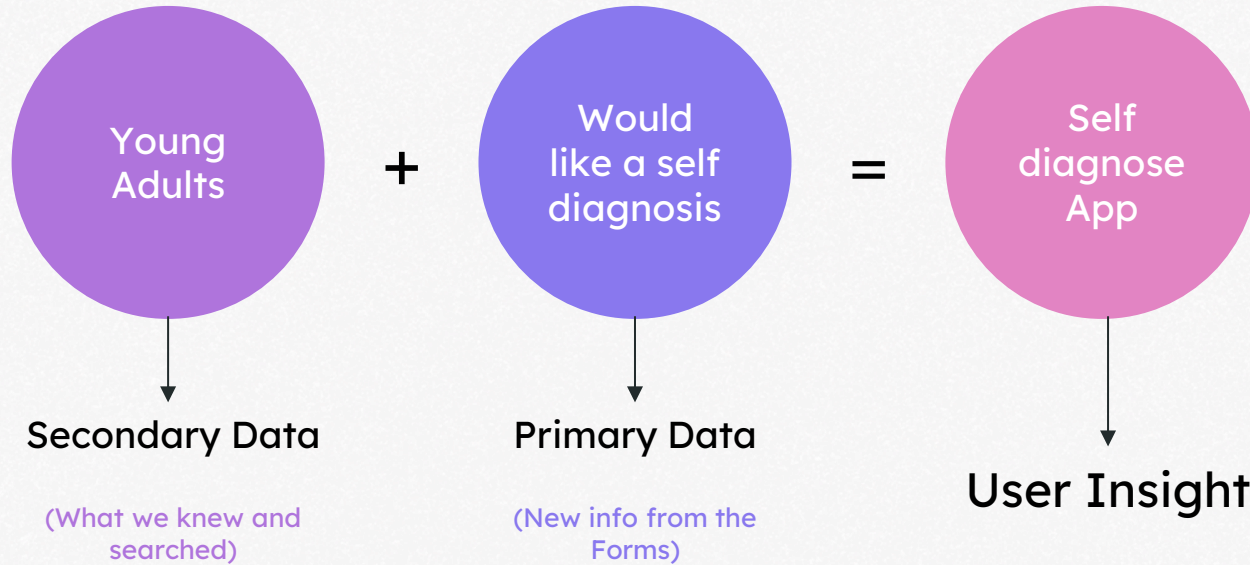 Young
Adults
+
Would
like a self
diagnosis
=
Self
diagnose
App
Secondary Data
(What we knew and
searched)
Primary Data
(New info from the
Forms)
User Insight